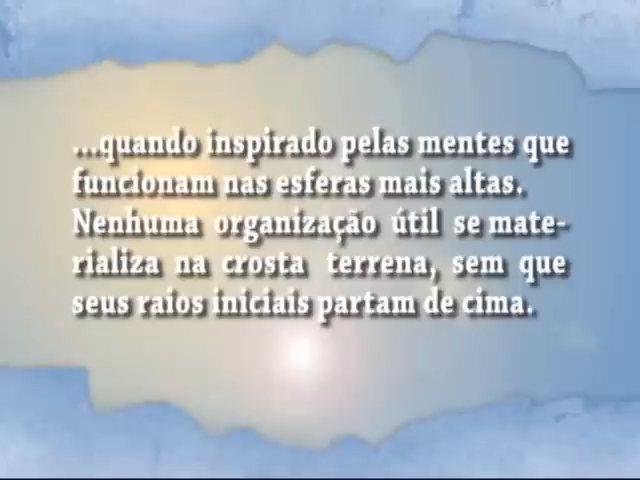 ...quando inspirado pelas mentes que
funcionam nas esferas mais altas.
Nenhuma organização útil se mate-
rializa na crosta terrena, sem que
seus raios iniciais partam de cima.